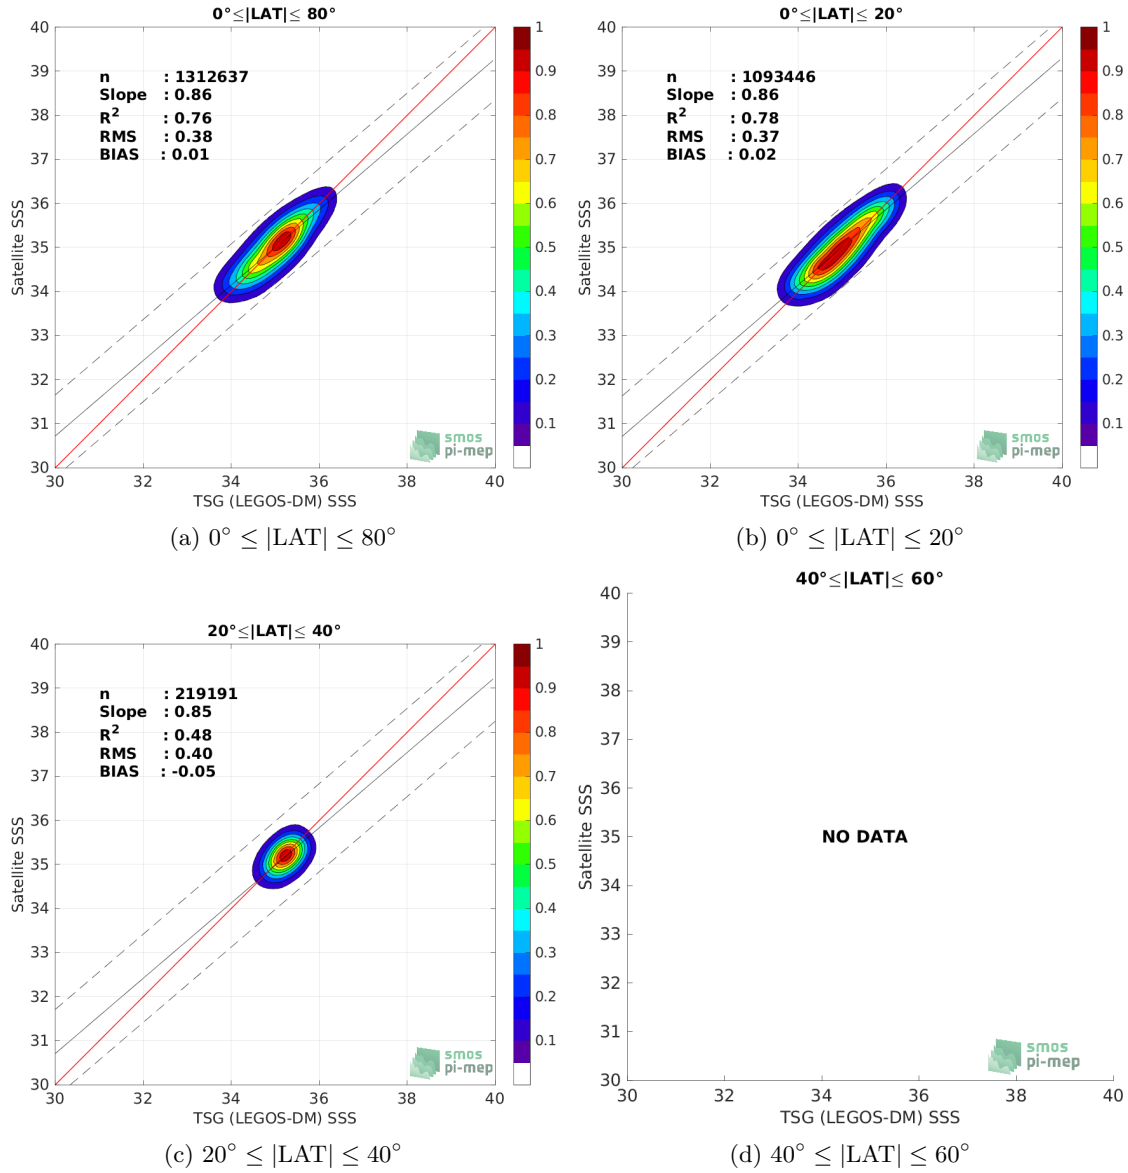 0°≤|LAT|≤ 80°
40
39
38
37
36
35
34
33
32
31
30
30
32
34
36
38
40
Satellite SSS
TSG (LEGOS-DM) SSS
n : 1312637
Slope : 0.86
R² : 0.76
RMS : 0.38
BIAS : 0.01
smos
pi-mep
1
0.9
0.8
0.7
0.6
0.5
0.4
0.3
0.2
0.1
(a) 0° ≤ |LAT| ≤ 80°
0°≤|LAT|≤ 20°
40
39
38
37
36
35
34
33
32
31
30
30
32
34
36
38
40
Satellite SSS
TSG (LEGOS-DM) SSS
n : 1093446
Slope : 0.86
R² : 0.78
RMS : 0.37
BIAS : 0.02
smos
pi-mep
1
0.9
0.8
0.7
0.6
0.5
0.4
0.3
0.2
0.1
(b) 0° ≤ |LAT| ≤ 20°
20°≤|LAT|≤ 40°
40
39
38
37
36
35
34
33
32
31
30
30
32
34
36
38
40
Satellite SSS
TSG (LEGOS-DM) SSS
n : 219191
Slope : 0.85
R² : 0.48
RMS : 0.40
BIAS : -0.05
smos
pi-mep
1
0.9
0.8
0.7
0.6
0.5
0.4
0.3
0.2
0.1
(c) 20° ≤ |LAT| ≤ 40°
40°≤|LAT|≤ 60°
40
39
38
37
36
35
34
33
32
31
30
30
32
34
36
38
40
Satellite SSS
TSG (LEGOS-DM) SSS
NO DATA
smos
pi-mep
(d) 40° ≤ |LAT| ≤ 60°